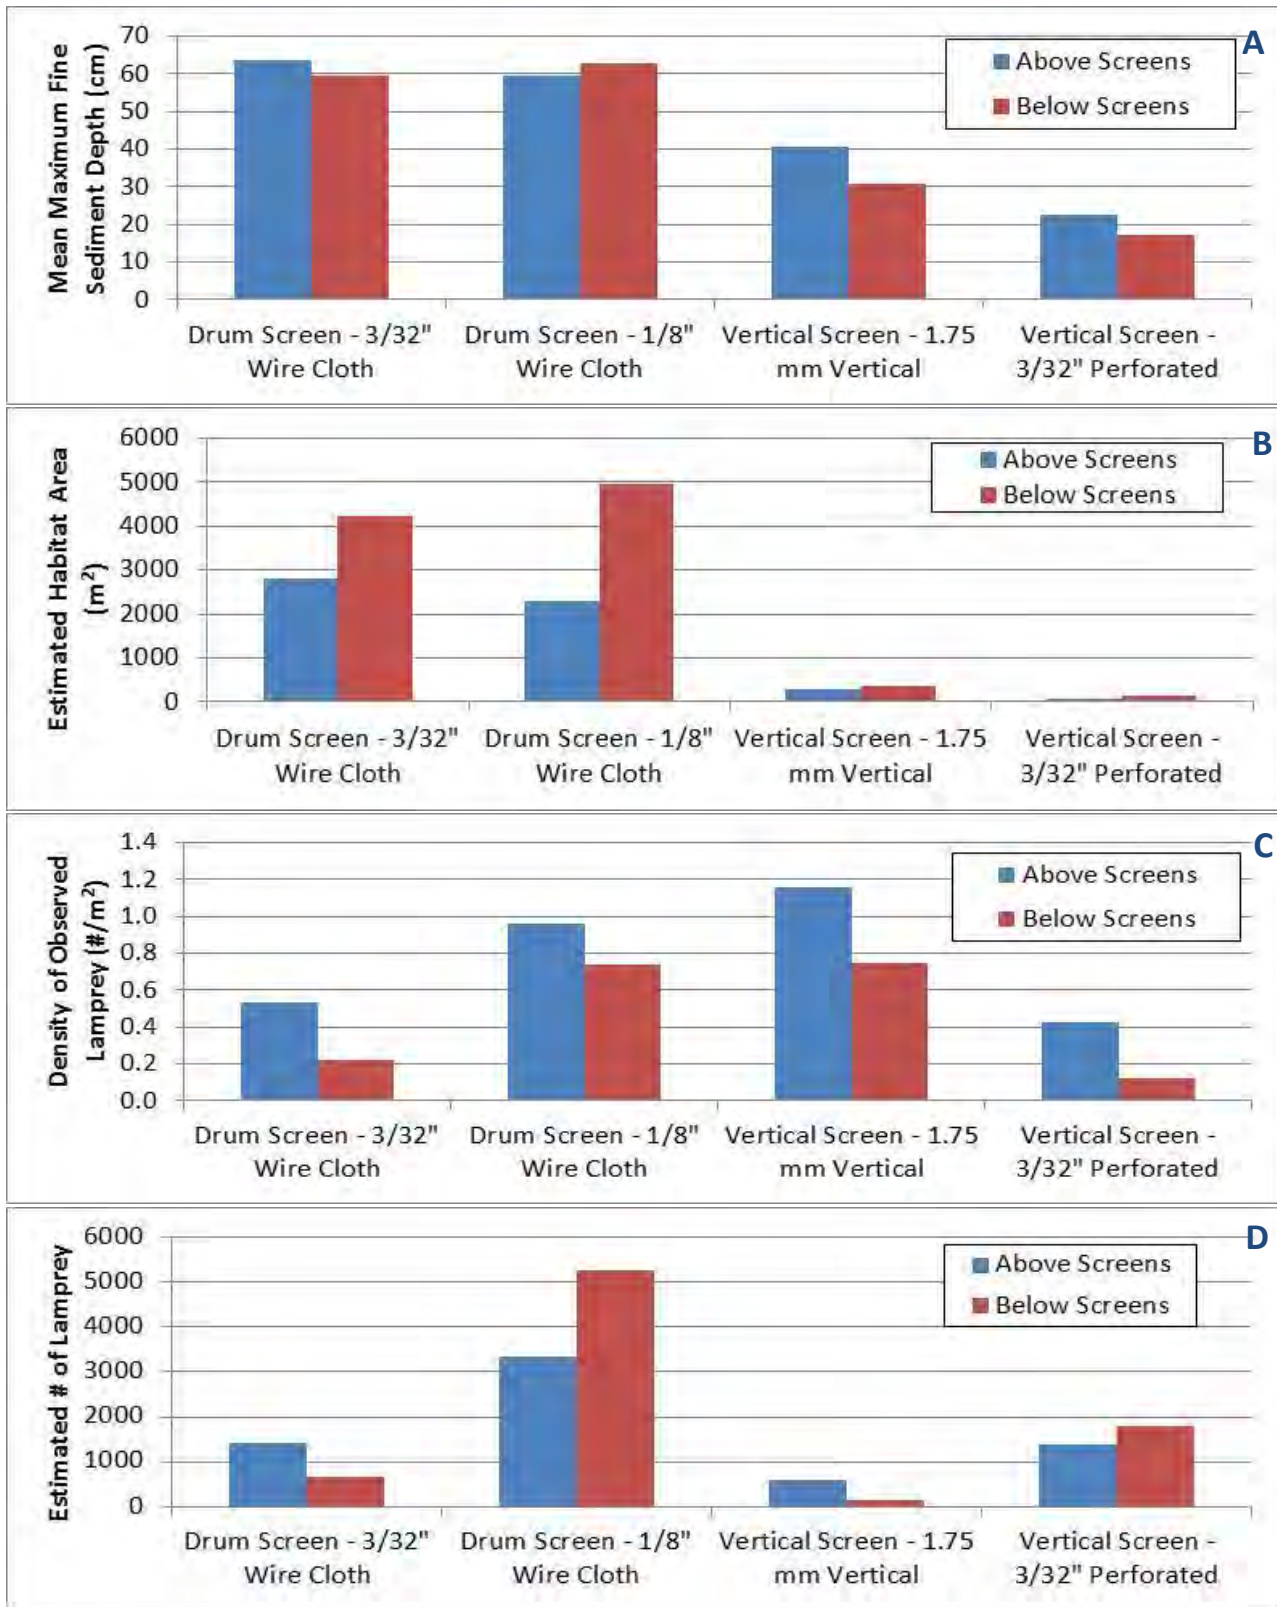 A
Mean Maximum Fine
Sediment Depth (cm)
70
60
50
40
30
20
10
0
Above Screens
Below Screens
Drum Screen - 3/32"
Wire Cloth
Drum Screen - 1/8"
Wire Cloth
Vertical Screen - 1.75
mm Vertical
Vertical Screen -
3/32" Perforated
B
Estimated Habitat Area
(m²)
6000
5000
4000
3000
2000
1000
0
Above Screens
Below Screens
Drum Screen - 3/32"
Wire Cloth
Drum Screen - 1/8"
Wire Cloth
Vertical Screen - 1.75
mm Vertical
Vertical Screen -
3/32" Perforated
C
Density of Observed
Lamprey (#/m²)
1.4
1.2
1.0
0.8
0.6
0.4
0.2
0.0
Above Screens
Below Screens
Drum Screen - 3/32"
Wire Cloth
Drum Screen - 1/8"
Wire Cloth
Vertical Screen - 1.75
mm Vertical
Vertical Screen -
3/32" Perforated
D
Estimated # of Lamprey
6000
5000
4000
3000
2000
1000
0
Above Screens
Below Screens
Drum Screen - 3/32"
Wire Cloth
Drum Screen - 1/8"
Wire Cloth
Vertical Screen - 1.75
mm Vertical
Vertical Screen -
3/32" Perforated